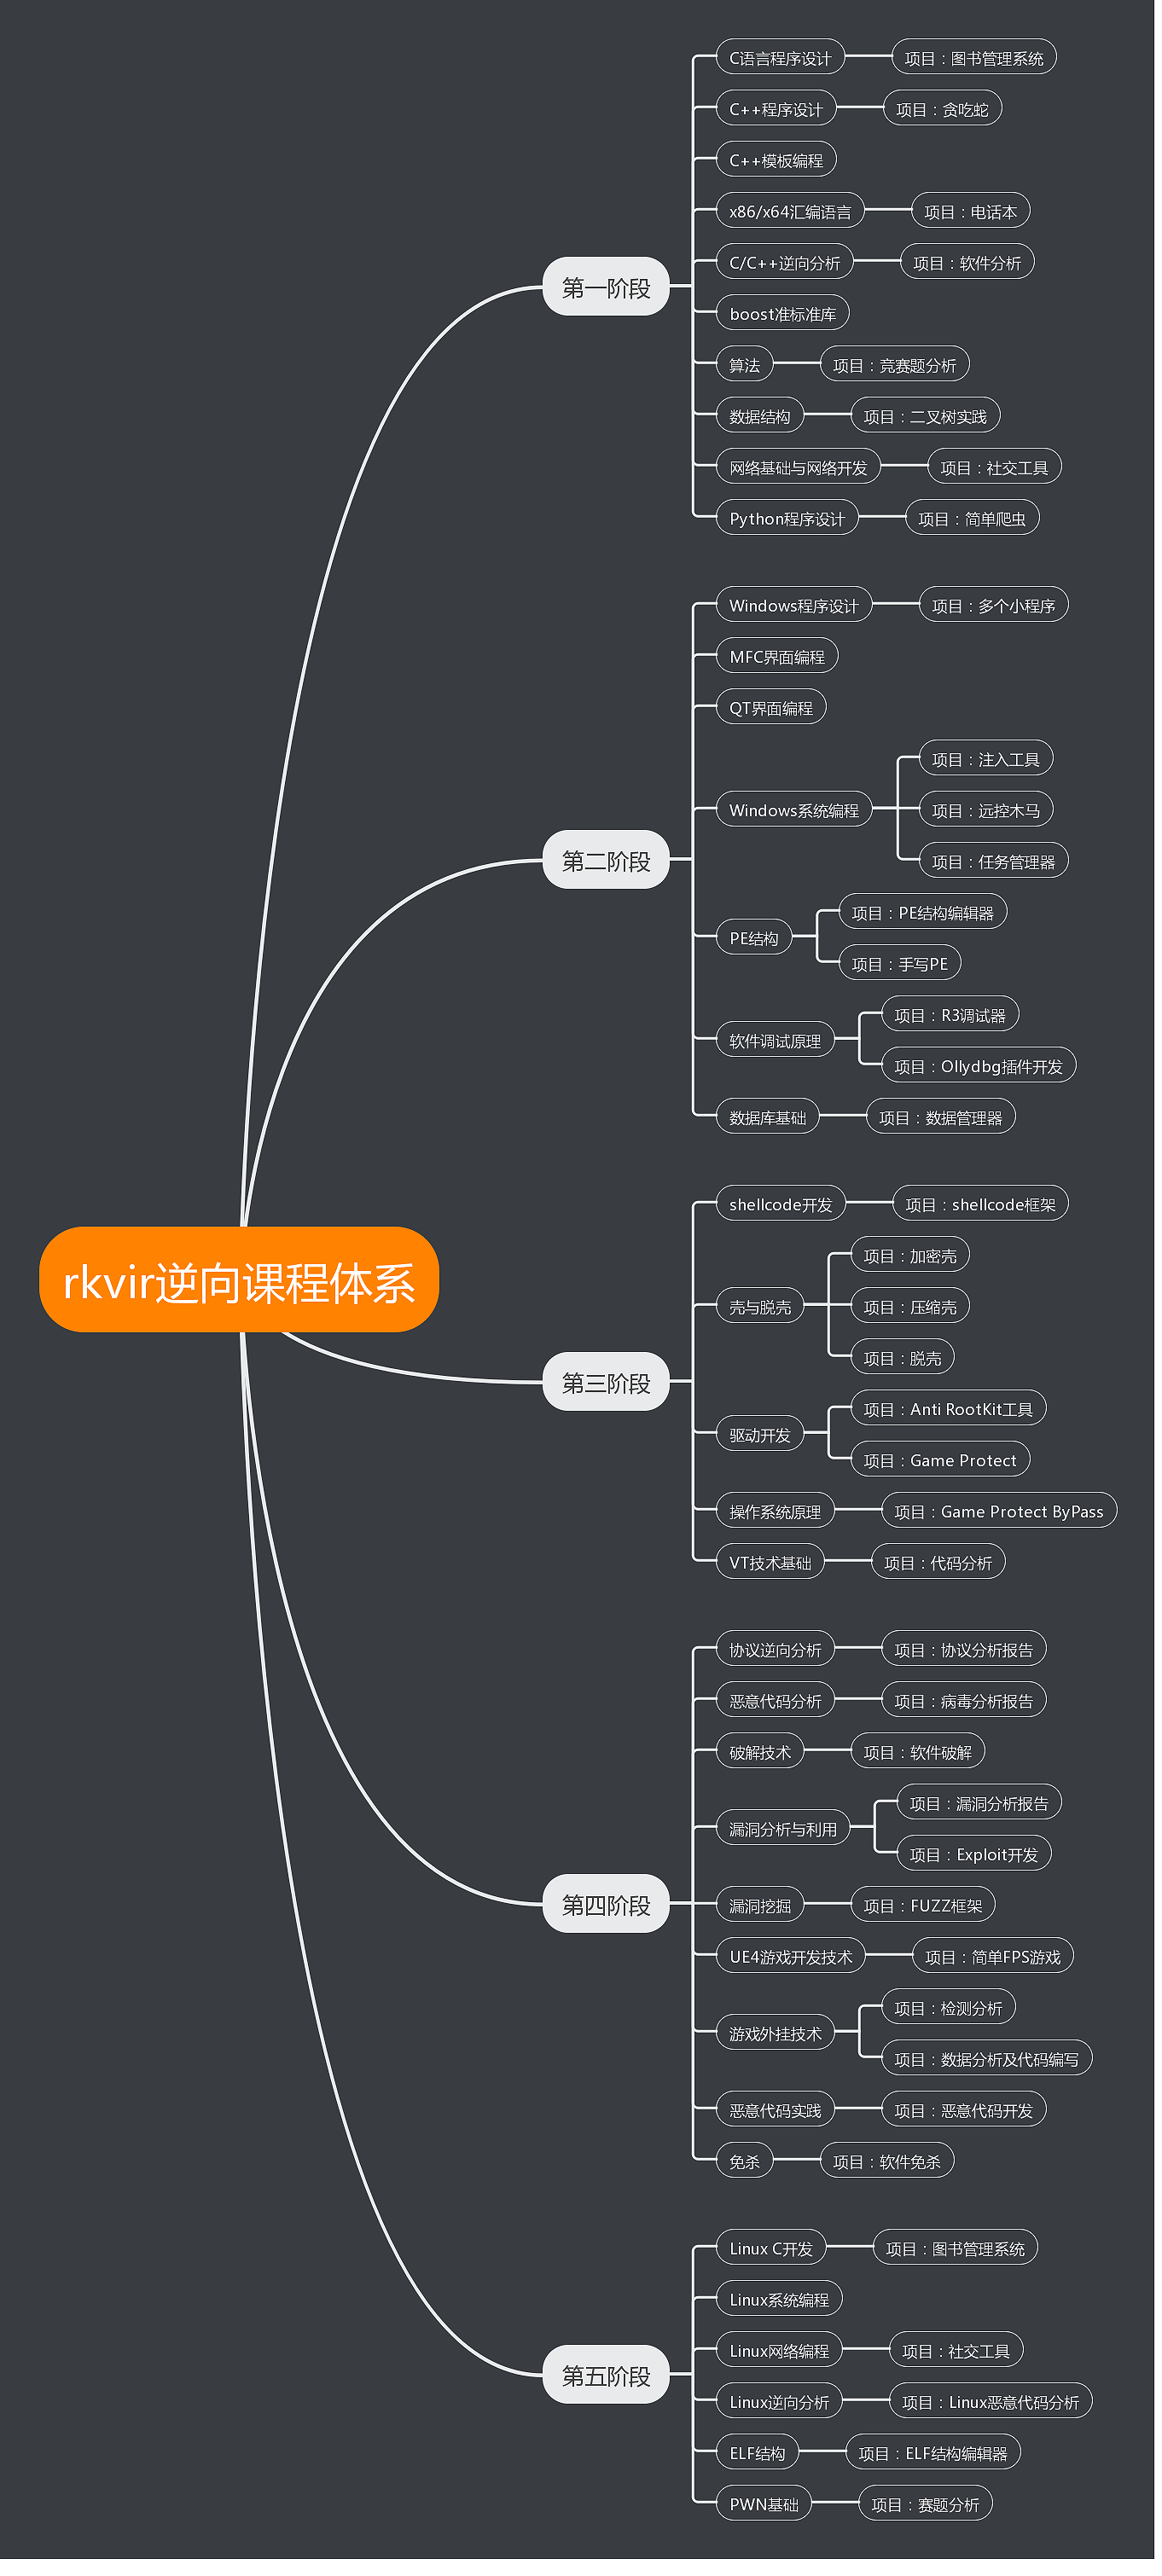 rkvir逆向课程体系
第一阶段
C语言程序设计
项目：图书管理系统
C++程序设计
项目：贪吃蛇
C++模板编程
x86/x64汇编语言
项目：电话本
C/C++逆向分析
项目：软件分析
boost准标准库
算法
项目：竞赛题分析
数据结构
项目：二叉树实践
网络基础与网络开发
项目：社交工具
Python程序设计
项目：简单爬虫
第二阶段
Windows程序设计
项目：多个小程序
MFC界面编程
QT界面编程
Windows系统编程
项目：注入工具
项目：远控木马
项目：任务管理器
PE结构
项目：PE结构编辑器
项目：手写PE
软件调试原理
项目：R3调试器
项目：Ollydbg插件开发
数据库基础
项目：数据管理器
第三阶段
shellcode开发
项目：shellcode框架
壳与脱壳
项目：加密壳
项目：压缩壳
项目：脱壳
驱动开发
项目：Anti RootKit工具
项目：Game Protect
操作系统原理
项目：Game Protect ByPass
VT技术基础
项目：代码分析
第四阶段
协议逆向分析
项目：协议分析报告
恶意代码分析
项目：病毒分析报告
破解技术
项目：软件破解
漏洞分析与利用
项目：漏洞分析报告
项目：Exploit开发
漏洞挖掘
项目：FUZZ框架
UE4游戏开发技术
项目：简单FPS游戏
游戏外挂技术
项目：检测分析
项目：数据分析及代码编写
恶意代码实践
项目：恶意代码开发
免杀
项目：软件免杀
第五阶段
Linux C开发
项目：图书管理系统
Linux系统编程
Linux网络编程
项目：社交工具
Linux逆向分析
项目：Linux恶意代码分析
ELF结构
项目：ELF结构编辑器
PWN基础
项目：赛题分析